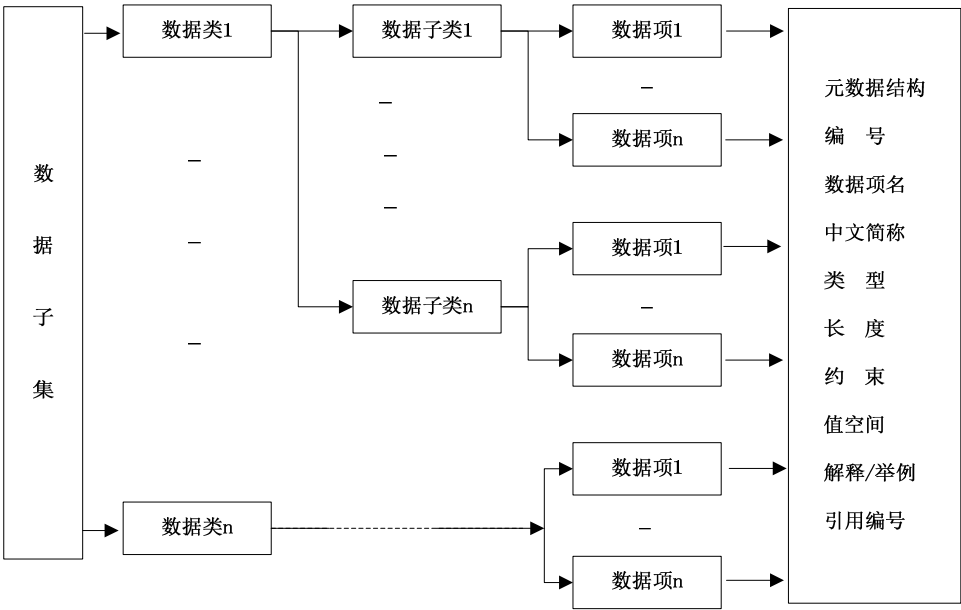 数据子集
数据类1
数据类n
数据子类1
数据子类n
数据项1
数据项n
数据项1
数据项n
数据项1
数据项n
元数据结构
编 号
数据项名
中文简称
类 型
长 度
约 束
值空间
解释/举例
引用编号